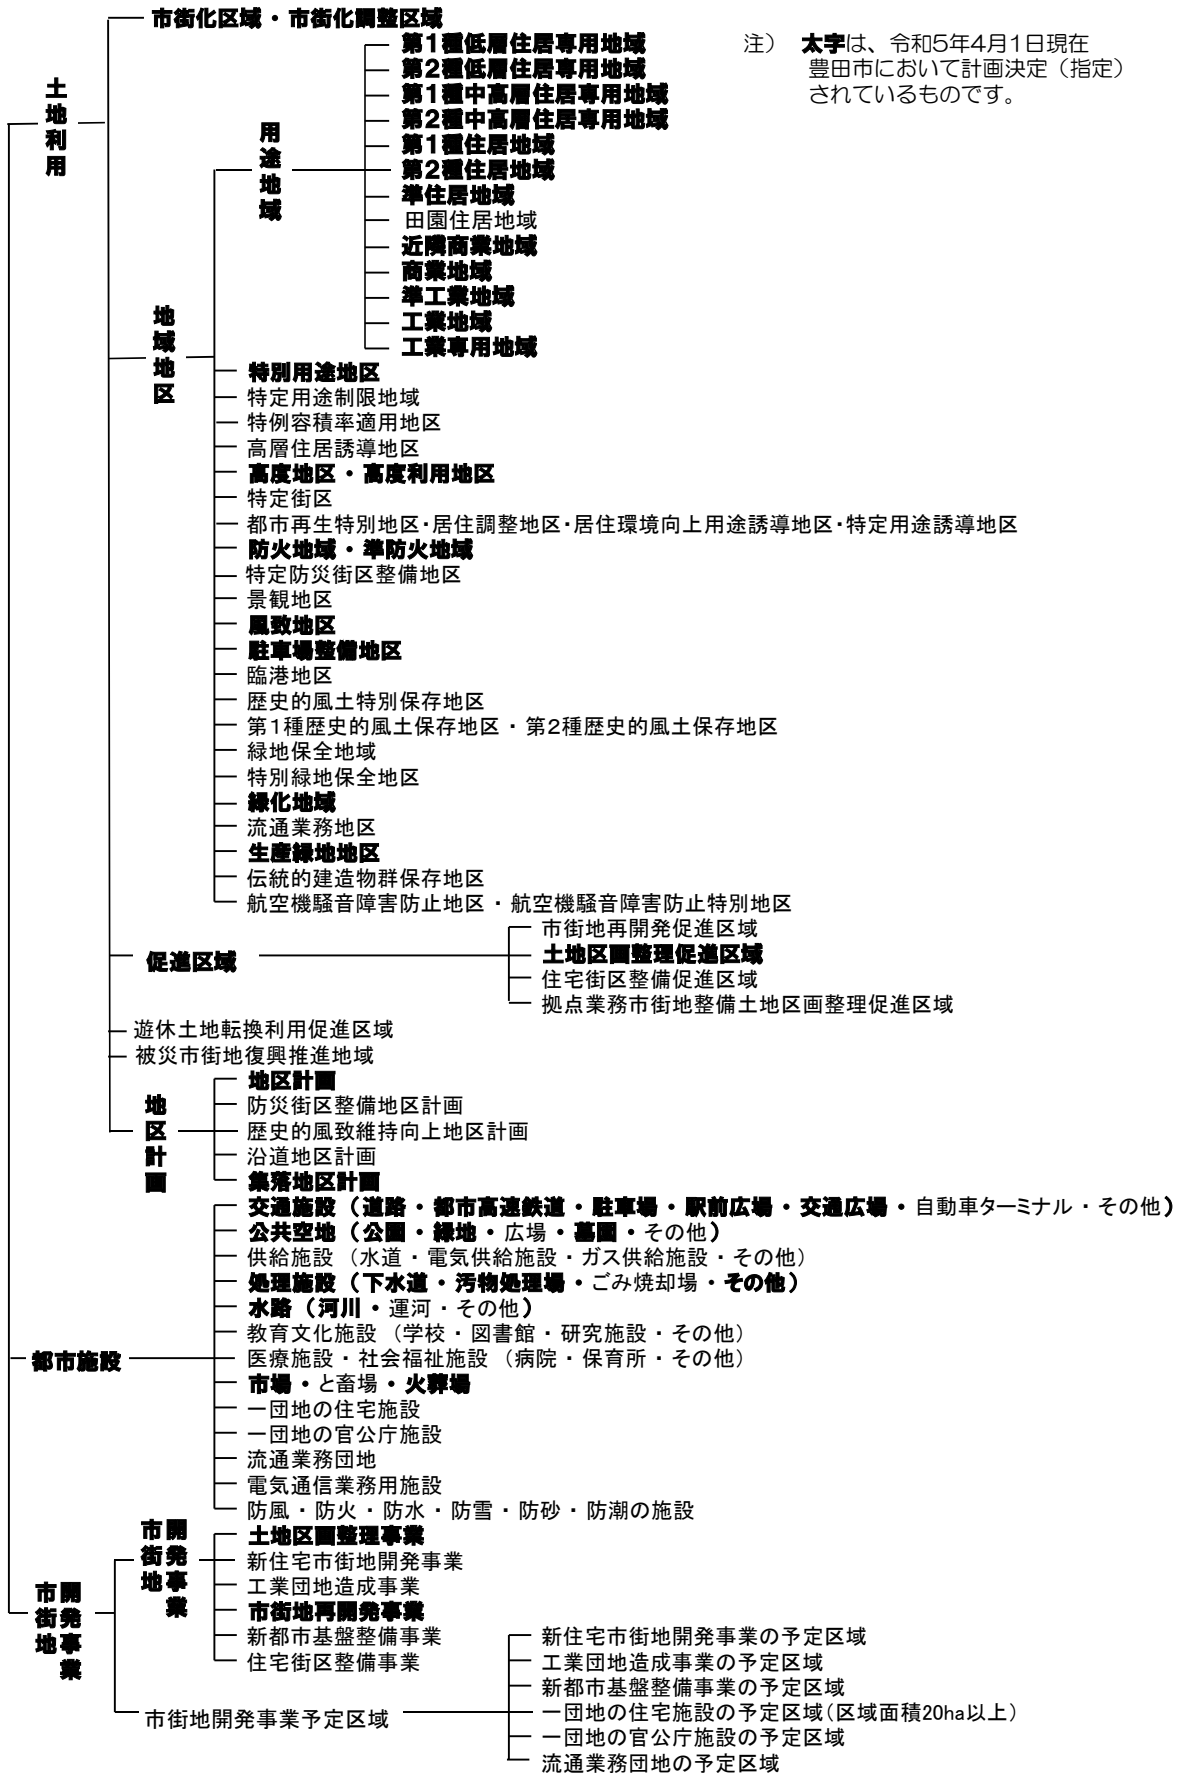 市街化区域・市街化調整区域
注) 太字は、令和5年4月1日現在
豊田市において計画決定(指定)
されているものです。
土地利用
地域地区
用途地域
第1種低層住居専用地域
第2種低層住居専用地域
第1種中高層住居専用地域
第2種中高層住居専用地域
第1種住居地域
第2種住居地域
準住居地域
田園住居地域
近隣商業地域
商業地域
準工業地域
工業地域
工業専用地域
特別用途地区
特定用途制限地域
特例容積率適用地区
高層住居誘導地区
高度地区・高度利用地区
特定街区
都市再生特別地区・居住調整地区・居住環境向上用途誘導地区・特定用途誘導地区
防火地域・準防火地域
特定防災街区整備地区
景観地区
風致地区
駐車場整備地区
臨港地区
歴史的風土特別保存地区
第1種歴史的風土保存地区・第2種歴史的風土保存地区
緑地保全地域
特別緑地保全地区
緑化地域
流通業務地区
生産緑地地区
伝統的建造物群保存地区
航空機騒音障害防止地区・航空機騒音障害防止特別地区
促進区域
市街地再開発促進区域
土地区画整理促進区域
住宅街区整備促進区域
拠点業務市街地整備土地区画整理促進区域
遊休土地転換利用促進区域
被災市街地復興推進地域
地区計画
地区計画
防災街区整備地区計画
歴史的風致維持向上地区計画
沿道地区計画
集落地区計画
都市施設
交通施設(道路・都市高速鉄道・駐車場・駅前広場・交通広場・自動車ターミナル・その他)
公共空地(公園・緑地・広場・墓園・その他)
供給施設(水道・電気供給施設・ガス供給施設・その他)
処理施設(下水道・汚物処理場・ごみ焼却場・その他)
水路(河川・運河・その他)
教育文化施設(学校・図書館・研究施設・その他)
医療施設・社会福祉施設(病院・保育所・その他)
市場・と畜場・火葬場
一団地の住宅施設
一団地の官公庁施設
流通業務団地
電気通信業務用施設
防風・防火・防水・防雪・防砂・防潮の施設
市街地
開発事業
市街地
開発事業
土地区画整理事業
新住宅市街地開発事業
工業団地造成事業
市街地再開発事業
新都市基盤整備事業
住宅街区整備事業
市街地開発事業予定区域
新住宅市街地開発事業の予定区域
工業団地造成事業の予定区域
新都市基盤整備事業の予定区域
一団地の住宅施設の予定区域(区域面積20ha以上)
一団地の官公庁施設の予定区域
流通業務団地の予定区域